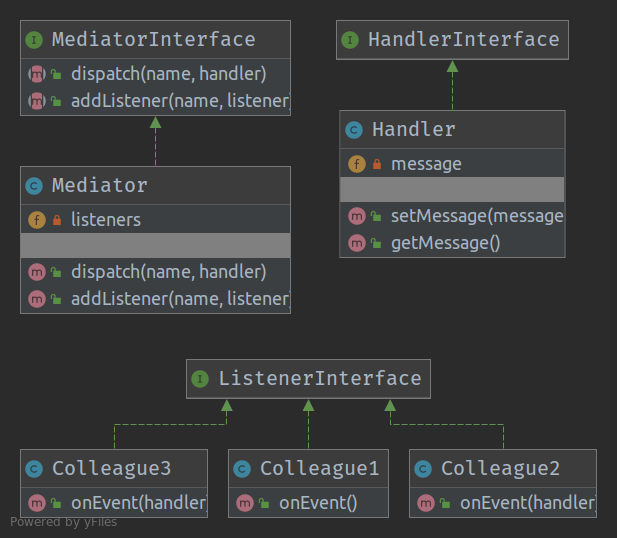 MediatorInterface
dispatch(name, handler)
addListener(name, listener
HandlerInterface
Handler
message
setMessage(message
getMessage()
Mediator
listeners
dispatch(name, handler)
addListener(name, listener
ListenerInterface
Colleague3
onEvent(handler
Colleague1
onEvent()
Colleague2
onEvent(handler
Powered by yFiles